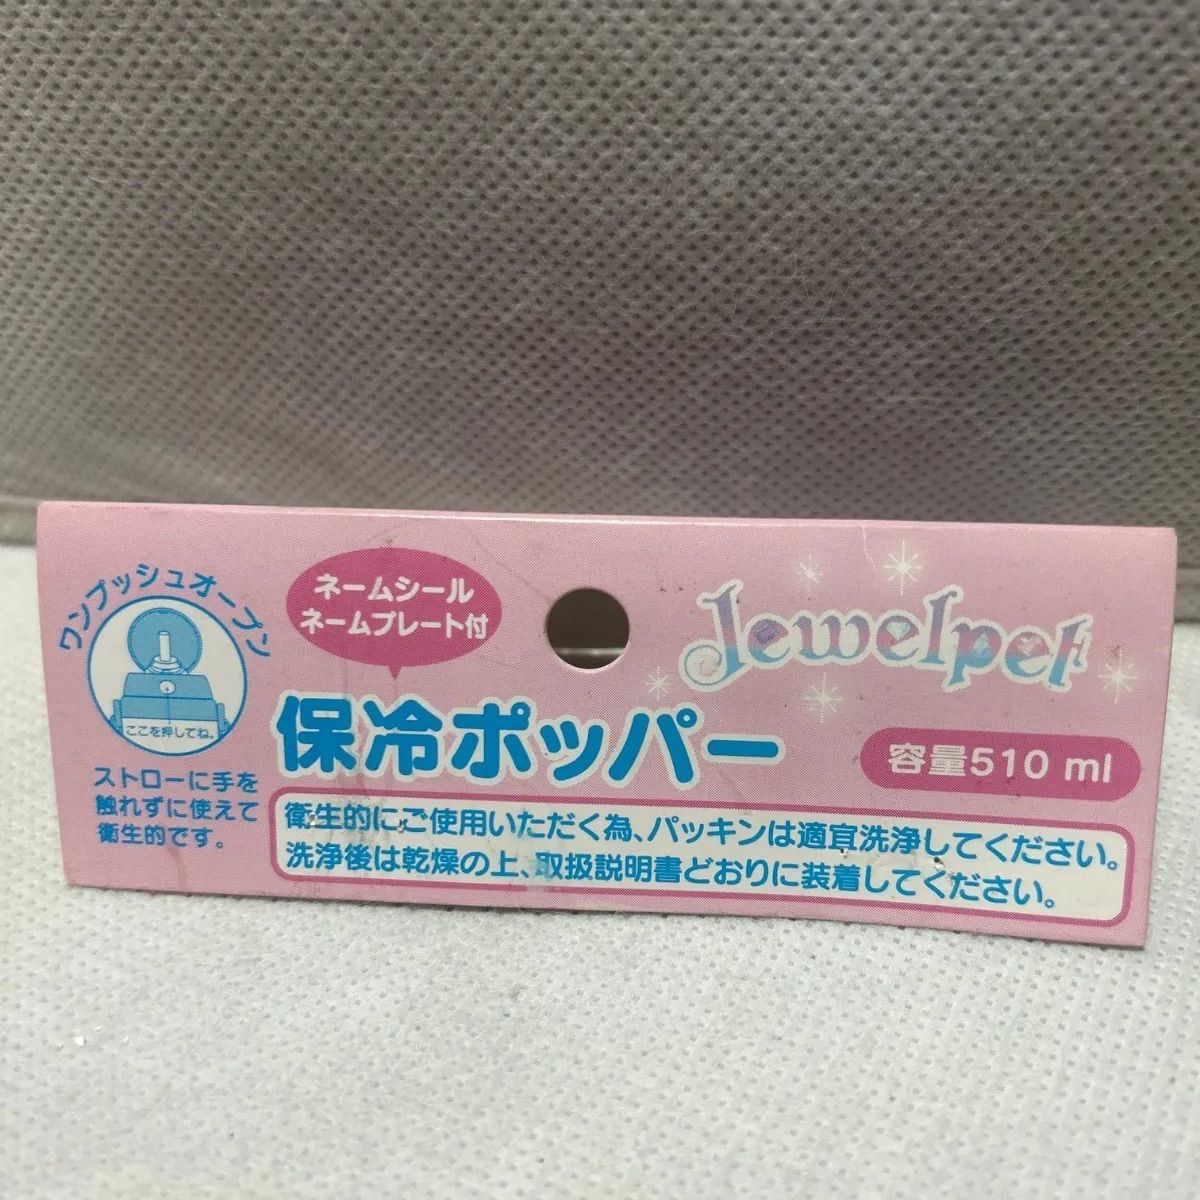 ワンプッシュオープン
ここを押してね。
ストローに手を
触れずに使えて
衛生的です。
ネームシール
ネームプレート付
保冷ポッパー
Jewelpet
容量510 ml
衛生的にご使用いただく為、パッキンは適宜洗浄してください。
洗浄後は乾燥の上、取扱説明書どおりに装着してください。